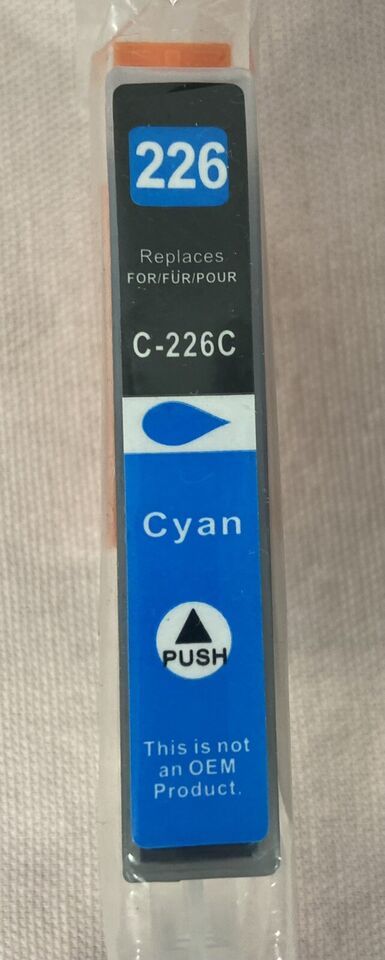 226
Replaces
FOR/FÜR/POUR
C-226C
Cyan
PUSH
This is not
an OEM
Product.